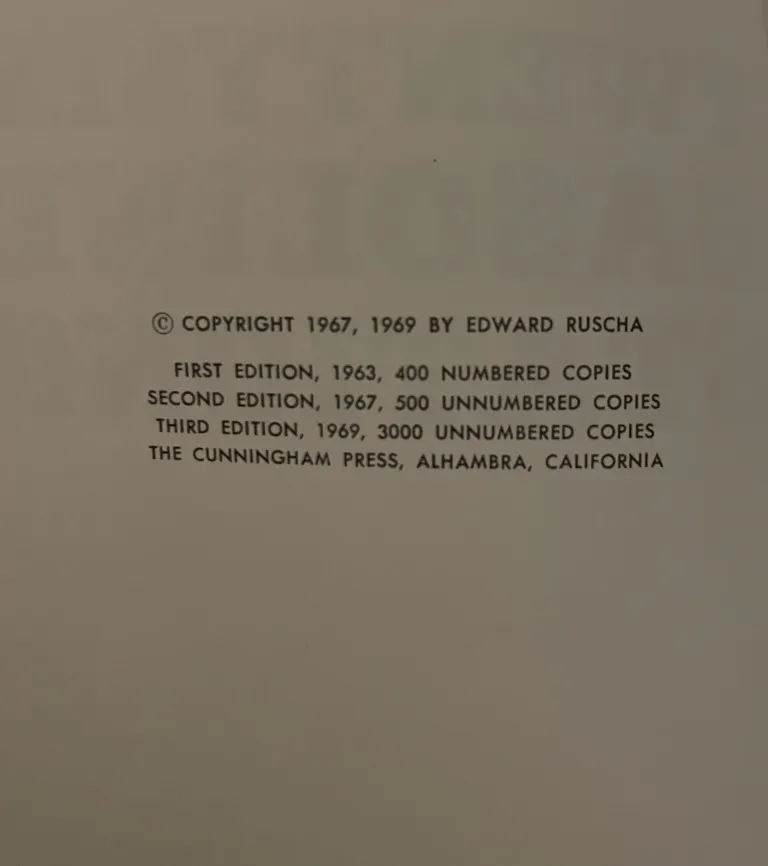 © COPYRIGHT 1967, 1969 BY EDWARD RUSCHA
FIRST EDITION, 1963, 400 NUMBERED COPIES
SECOND EDITION, 1967, 500 UNNUMBERED COPIES
THIRD EDITION, 1969, 3000 UNNUMBERED COPIES
THE CUNNINGHAM PRESS, ALHAMBRA, CALIFORNIA